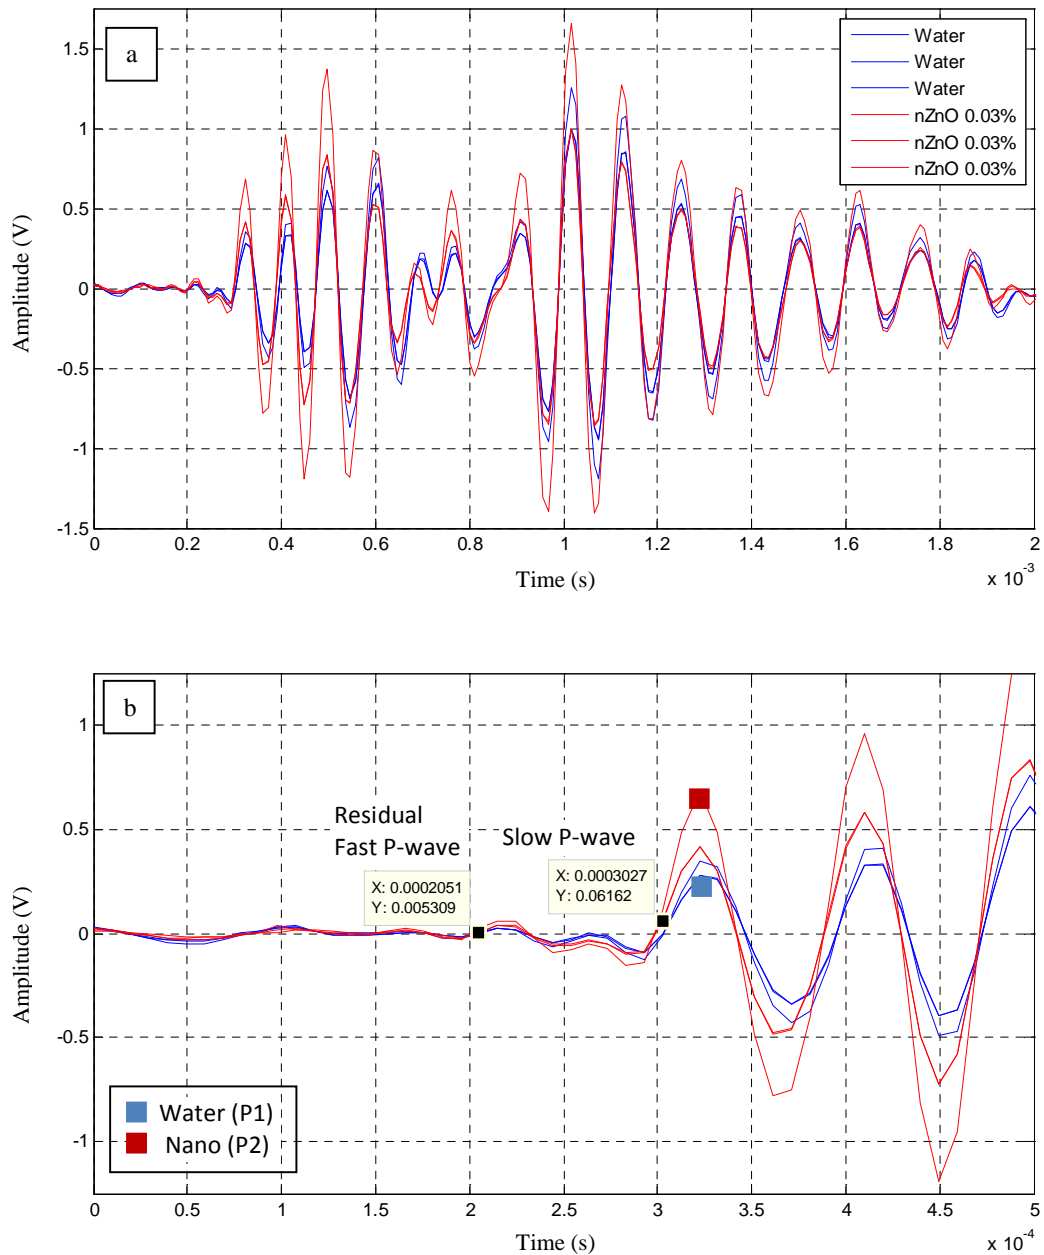 a
Water
Water
Water
nZnO 0.03%
nZnO 0.03%
nZnO 0.03%
1.5
1
0.5
0
-0.5
-1
-1.5
Amplitude (V)
0 0.2 0.4 0.6 0.8 1 1.2 1.4 1.6 1.8 2
Time (s)
x 10-3
b
1
0.5
0
-0.5
-1
Amplitude (V)
Residual
Fast P-wave
X: 0.0002051
Y: 0.005309
Slow P-wave
X: 0.0003027
Y: 0.06162
Water (P1)
Nano (P2)
0 0.5 1 1.5 2 2.5 3 3.5 4 4.5 5
Time (s)
x 10-4